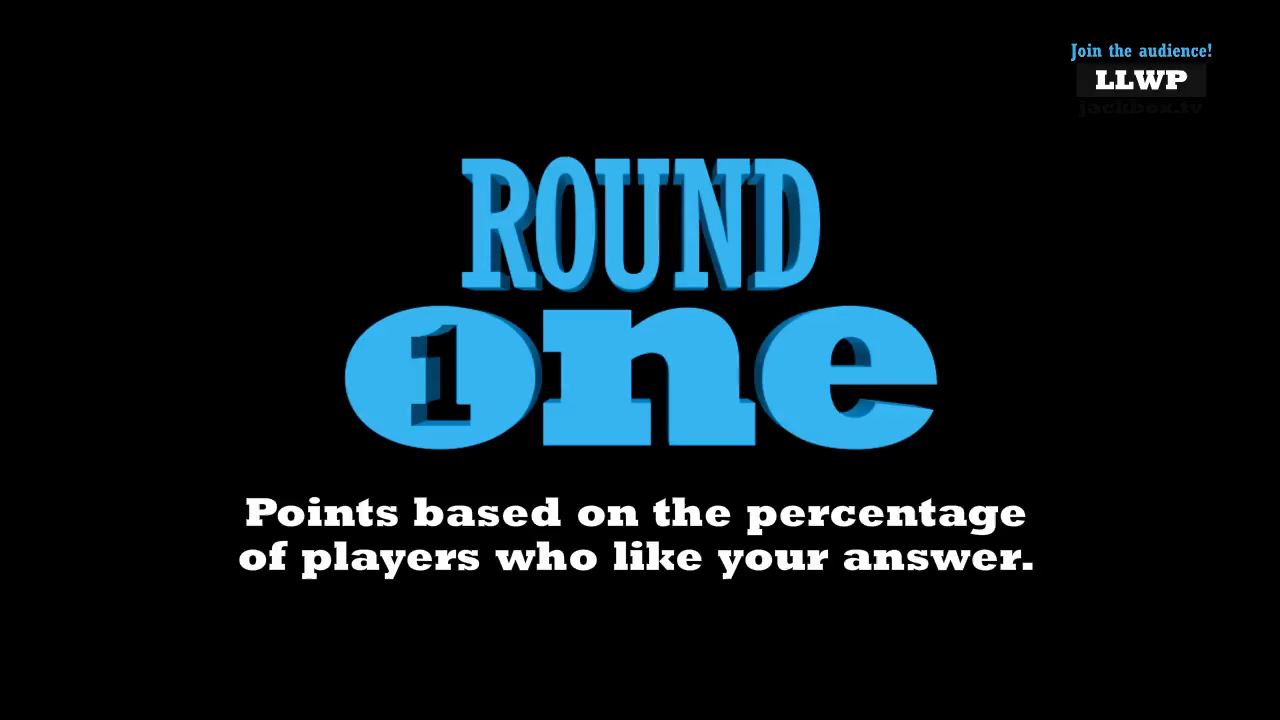 Join the audience!
LLWP
jackbox.tv
ROUND
One
1
Points based on the percentage
of players who like your answer.